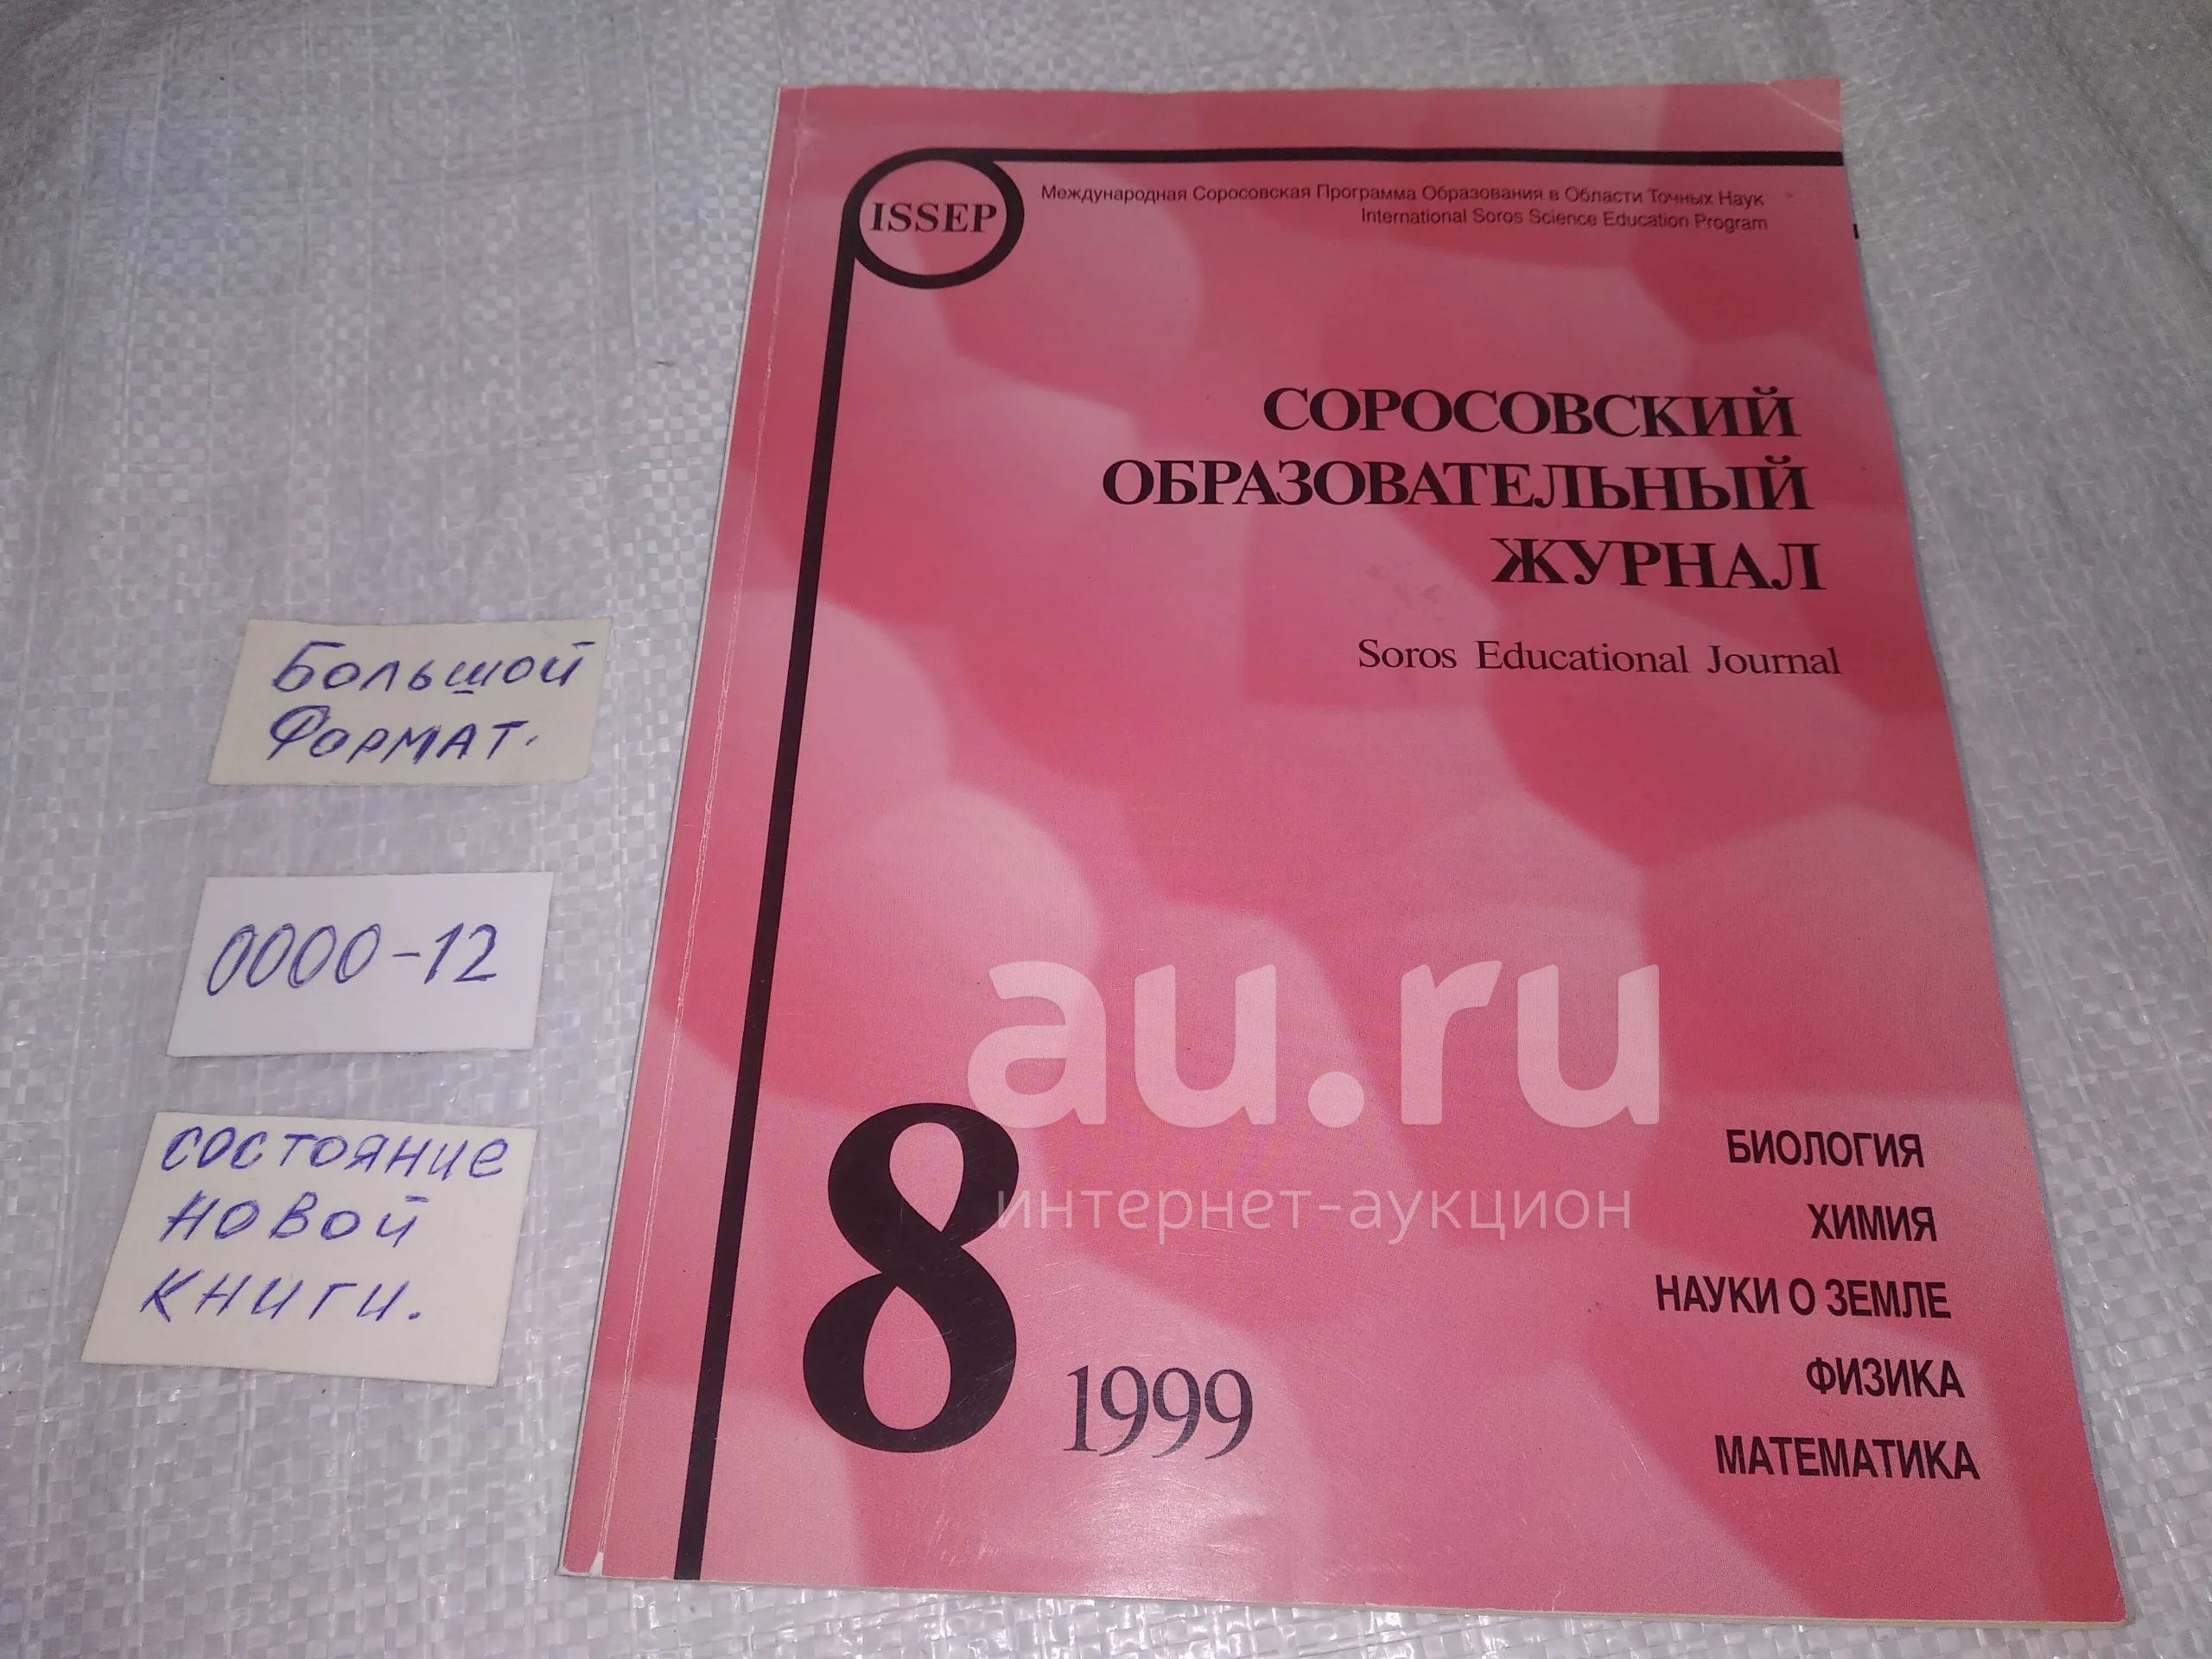 ISSEP
Международная Соросовская Программа Образования в Области Точных Наук
International Soros Science Education Program
СОРОСОВСКИЙ
ОБРАЗОВАТЕЛЬНЫЙ
ЖУРНАЛ
Soros Educational Journal
Большой
Формат.
0000-12
состояние
новой
книги.
au.ru
интернет-аукцион
8 1999
БИОЛОГИЯ
ХИМИЯ
НАУКИ О ЗЕМЛЕ
ФИЗИКА
МАТЕМАТИКА